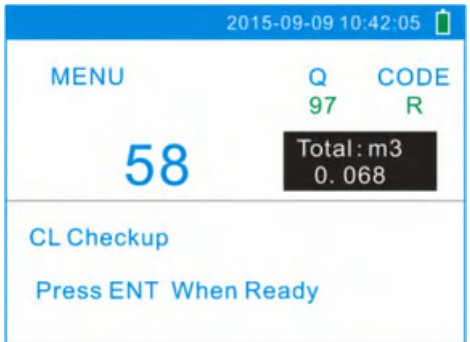 2015-09-09 10:42:05
MENU Q CODE
97 R
58
Total:m3
0.068
CL Checkup
Press ENT When Ready